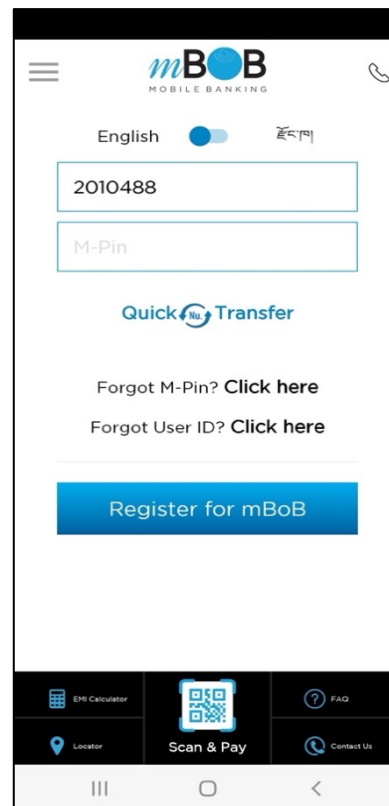 mBOB
MOBILE BANKING
English རྫོང་ཁ།
2010488
M-Pin
Quick Nu. Transfer
Forgot M-Pin? Click here
Forgot User ID? Click here
Register for mBoB
EMI Calculator
FAQ
Locator
Scan & Pay
Contact Us